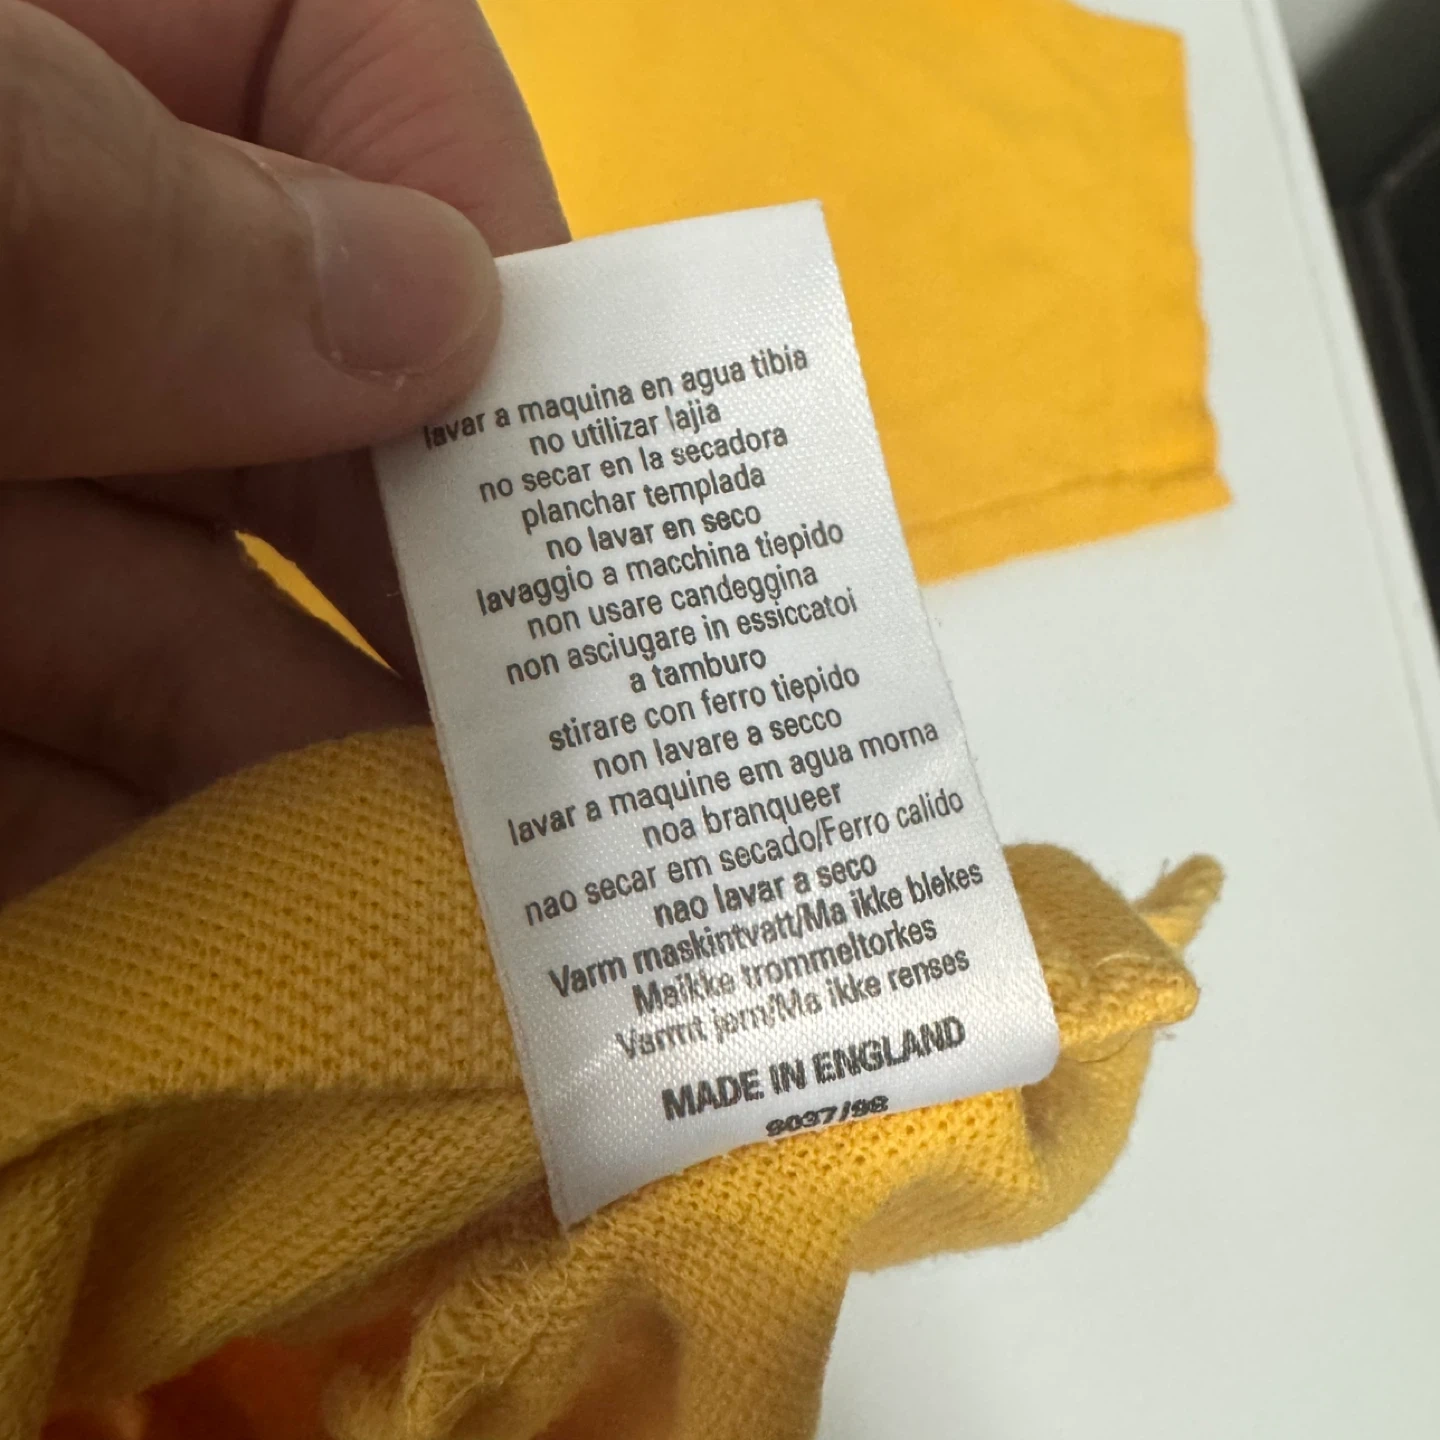 lavar a maquina en agua tibia
no utilizar lajia
no secar en la secadora
planchar templada
no lavar en seco
lavaggio a macchina tiepido
non usare candeggina
non asciugare in essiccatoi
a tamburo
stirare con ferro tiepido
non lavare a secco
lavar a maquine em agua morna
noa branqueer
nao secar em secado/Ferro calido
nao lavar a seco
Varm maskintvatt/Ma ikke blekes
Maikke trommeltorkes
Varmt jern/Ma ikke renses
MADE IN ENGLAND
9037/98